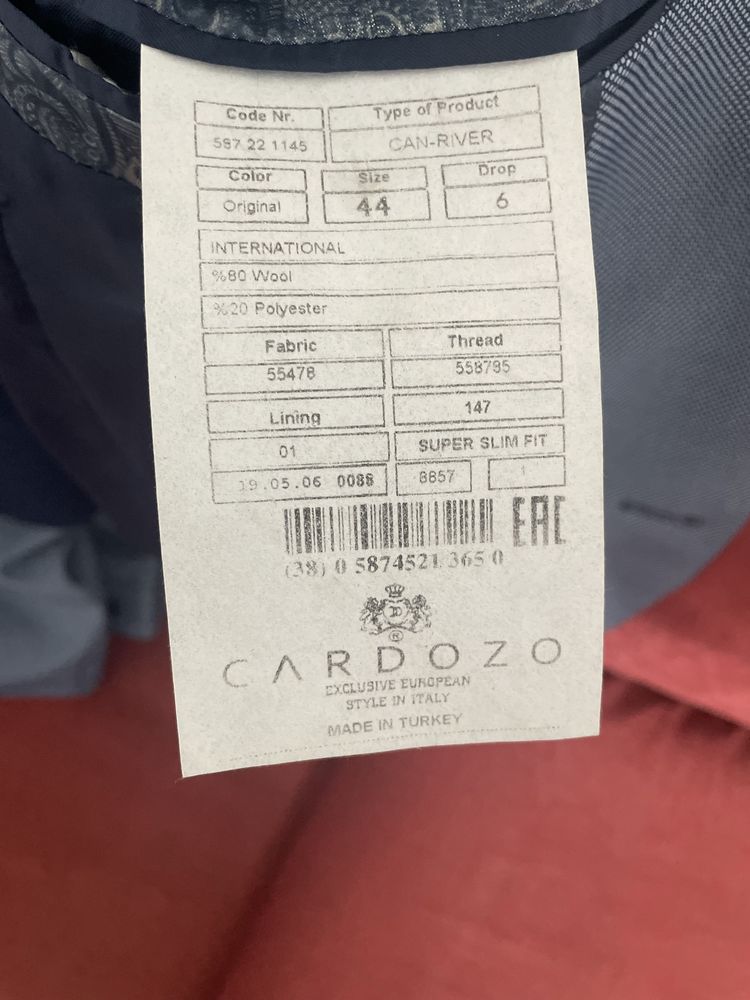 Code Nr. Type of Product
587 22 1145 CAN-RIVER
Color Size Drop
Original 44 6
INTERNATIONAL
%80 Wool
%20 Polyester
Fabric Thread
55478 558795
Lining 147
01 SUPER SLIM FIT
19.05.06 0088 8857 1
EAC
(38) 0 5874521 365 0
®
CARDOZO
EXCLUSIVE EUROPEAN
STYLE IN ITALY
MADE IN TURKEY